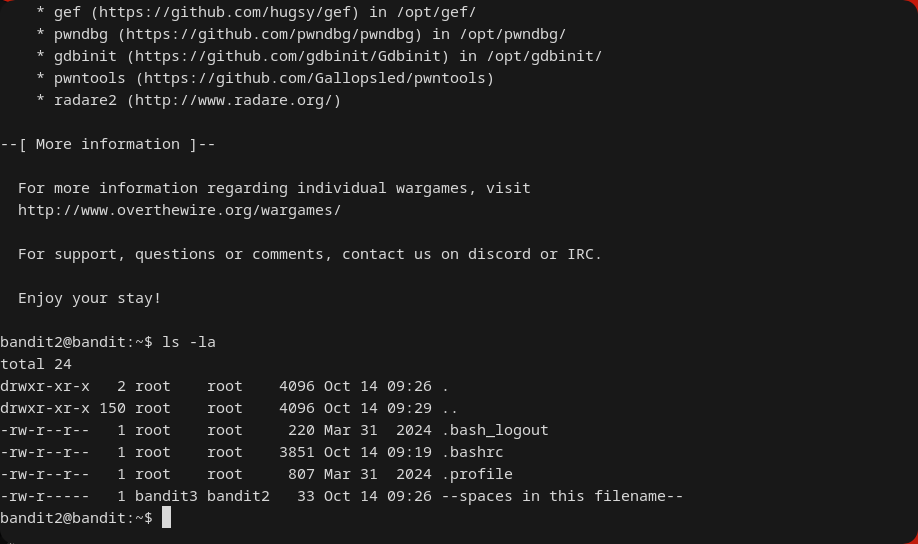 * gef (https://github.com/hugsy/gef) in /opt/gef/
* pwndbg (https://github.com/pwndbg/pwndbg) in /opt/pwndbg/
* gdbinit (https://github.com/gdbinit/Gdbinit) in /opt/gdbinit/
* pwntools (https://github.com/Gallopsled/pwntools)
* radare2 (http://www.radare.org/)
--[ More information ]--
For more information regarding individual wargames, visit
http://www.overthewire.org/wargames/
For support, questions or comments, contact us on discord or IRC.
Enjoy your stay!
bandit2@bandit:~$ ls -la
total 24
drwxr-xr-x   2 root    root    4096 Oct 14 09:26 .
drwxr-xr-x 150 root    root    4096 Oct 14 09:29 ..
-rw-r--r--   1 root    root     220 Mar 31  2024 .bash_logout
-rw-r--r--   1 root    root    3851 Oct 14 09:19 .bashrc
-rw-r--r--   1 root    root     807 Mar 31  2024 .profile
-rw-r-----   1 bandit3 bandit2   33 Oct 14 09:26 --spaces in this filename--
bandit2@bandit:~$